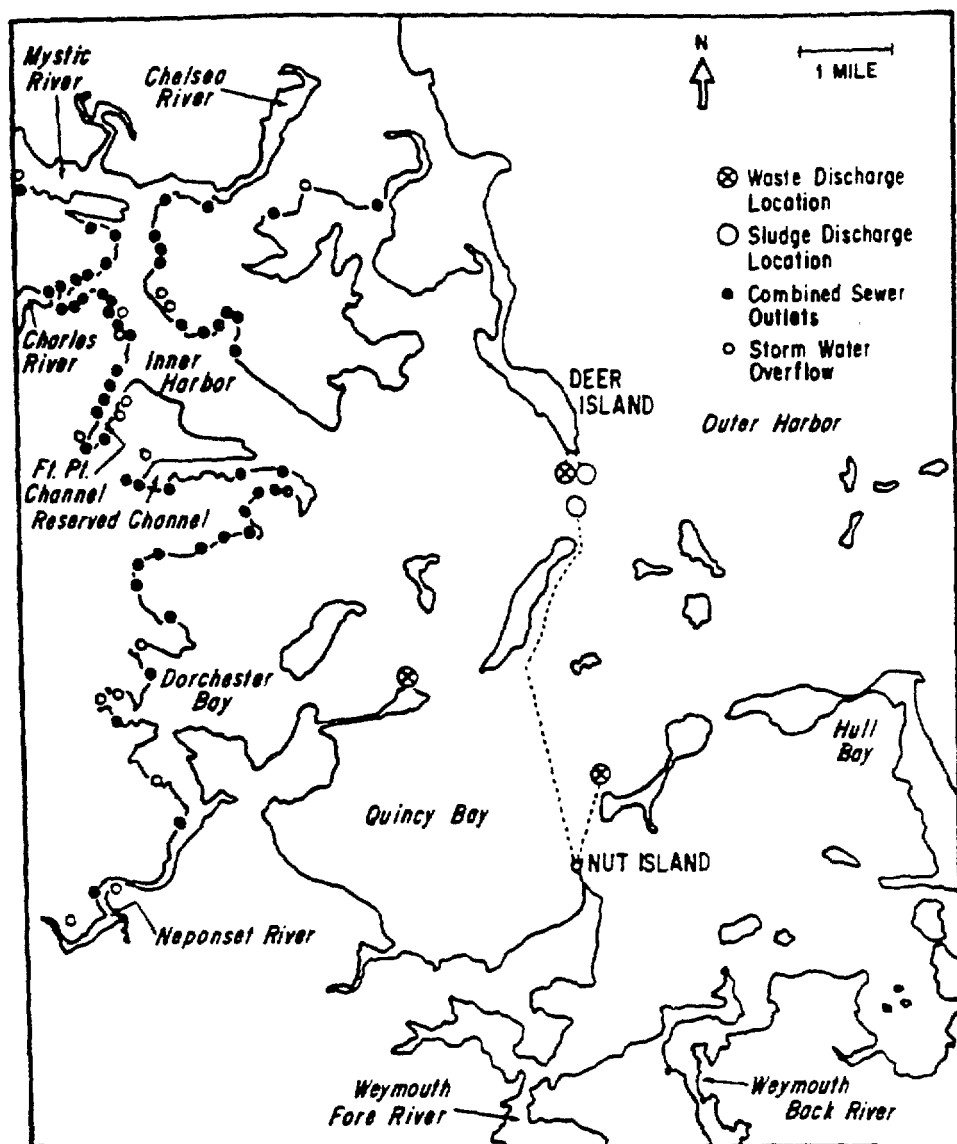 Mystic
River
Chelsea
River
N
1 MILE
Waste Discharge
Location
Sludge Discharge
Location
Combined Sewer
Outlets
Storm Water
Overflow
Charles
River
Inner
Harbor
DEER
ISLAND
Outer Harbor
Ft. Pt.
Channel
Reserved Channel
Dorchester
Bay
Hull
Bay
Quincy Bay
NUT ISLAND
Neponset River
Weymouth
Fore River
Weymouth
Back River